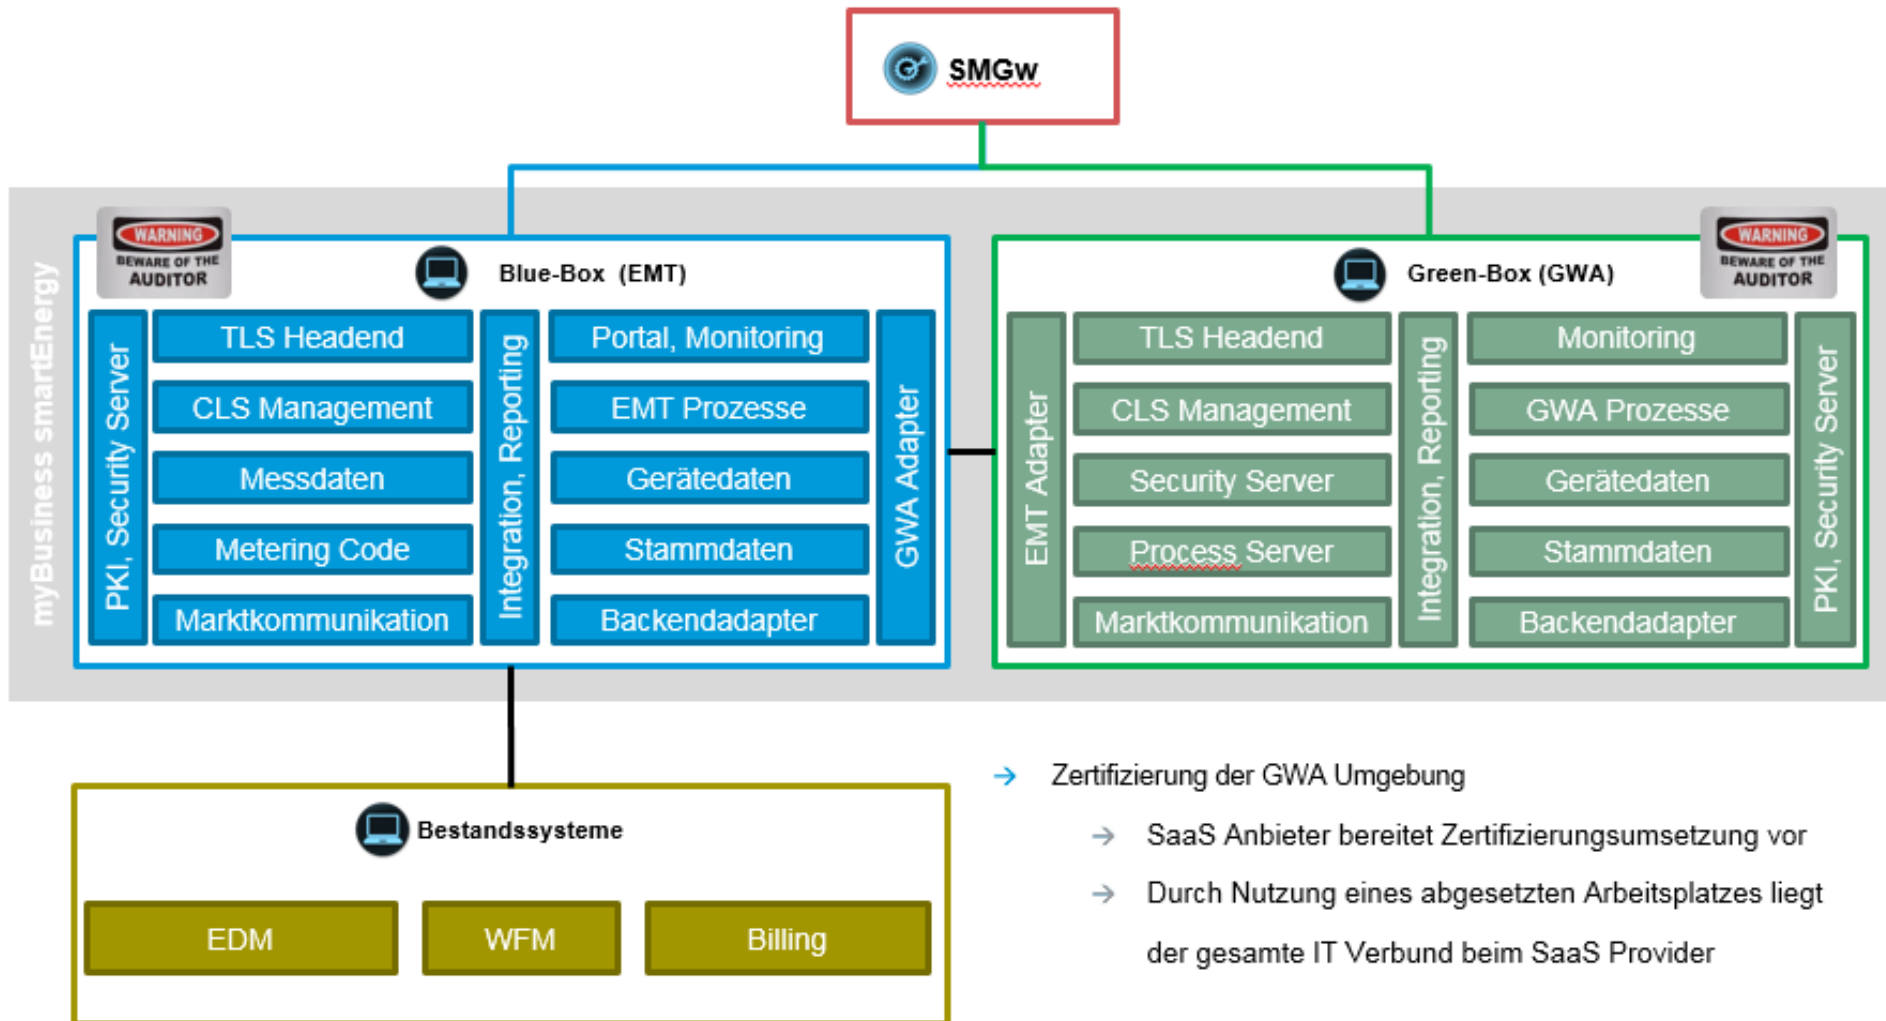 SMGw
myBusiness smartEnergy
WARNING
BEWARE OF THE
AUDITOR
Blue-Box (EMT)
PKI, Security Server
TLS Headend
CLS Management
Messdaten
Metering Code
Marktkommunikation
Integration, Reporting
Portal, Monitoring
EMT Prozesse
Gerätedaten
Stammdaten
Backendadapter
GWA Adapter
Green-Box (GWA)
WARNING
BEWARE OF THE
AUDITOR
EMT Adapter
TLS Headend
CLS Management
Security Server
Process Server
Marktkommunikation
Integration, Reporting
Monitoring
GWA Prozesse
Gerätedaten
Stammdaten
Backendadapter
PKI, Security Server
Bestandssysteme
EDM
WFM
Billing
→ Zertifizierung der GWA Umgebung
→ SaaS Anbieter bereitet Zertifizierungsumsetzung vor
→ Durch Nutzung eines abgesetzten Arbeitsplatzes liegt
der gesamte IT Verbund beim SaaS Provider